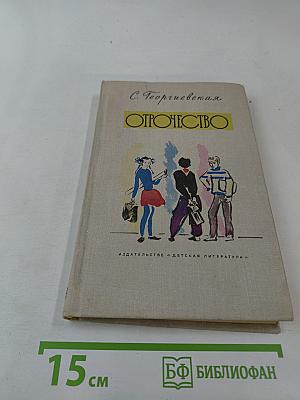 С. Георгиевская
ОТРОЧЕСТВО
ИЗДАТЕЛЬСТВО «ДЕТСКАЯ ЛИТЕРАТУРА»
15 см
БФ БИБЛИОФАН